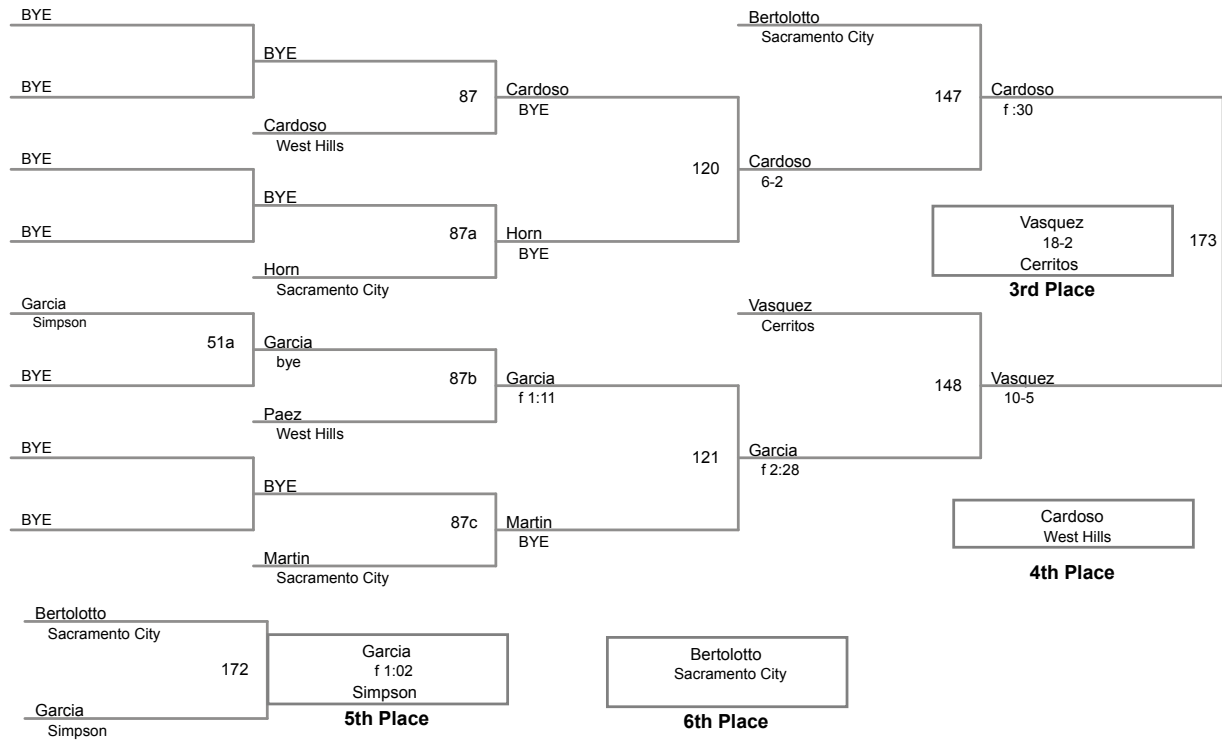 BYE
BYE
BYE
BYE
Garcia
Simpson
51a
BYE
BYE
BYE
BYE
87
Cardoso
West Hills
BYE
87a
Horn
Sacramento City
Garcia
bye
87b
Paez
West Hills
BYE
87c
Martin
Sacramento City
Cardoso
BYE
120
Horn
BYE
Garcia
f 1:11
121
Martin
BYE
Bertolotto
Sacramento City
147
Cardoso
6-2
Vasquez
Cerritos
148
Garcia
f 2:28
Cardoso
f :30
173
Vasquez
10-5
Vasquez
18-2
Cerritos
3rd Place
Cardoso
West Hills
4th Place
Bertolotto
Sacramento City
172
Garcia
Simpson
Garcia
f 1:02
Simpson
5th Place
Bertolotto
Sacramento City
6th Place